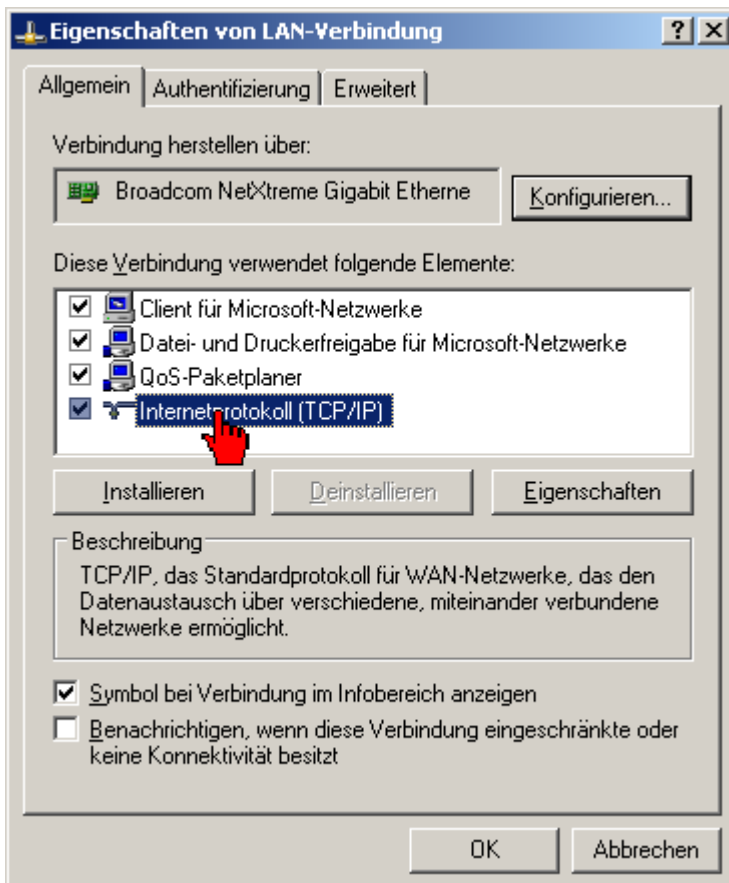 Eigenschaften von LAN-Verbindung
Allgemein Authentifizierung Erweitert
Verbindung herstellen über:
Broadcom NetXtreme Gigabit Etherne Konfigurieren...
Diese Verbindung verwendet folgende Elemente:
Client für Microsoft-Netzwerke
Datei- und Druckerfreigabe für Microsoft-Netzwerke
QoS-Paketplaner
Internetprotokoll (TCP/IP)
Installieren Deinstallieren Eigenschaften
Beschreibung
TCP/IP, das Standardprotokoll für WAN-Netzwerke, das den
Datenaustausch über verschiedene, miteinander verbundene
Netzwerke ermöglicht.
Symbol bei Verbindung im Infobereich anzeigen
Benachrichtigen, wenn diese Verbindung eingeschränkte oder
keine Konnektivität besitzt
OK Abbrechen